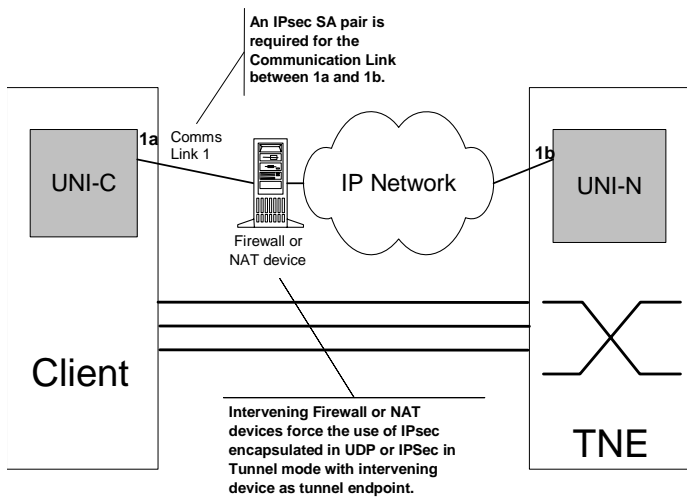 An IPsec SA pair is
required for the
Communication Link
between 1a and 1b.
1a
Comms
Link 1
1b
UNI-C
IP Network
UNI-N
Firewall or
NAT device
Client
TNE
Intervening Firewall or NAT
devices force the use of IPsec
encapsulated in UDP or IPSec in
Tunnel mode with intervening
device as tunnel endpoint.